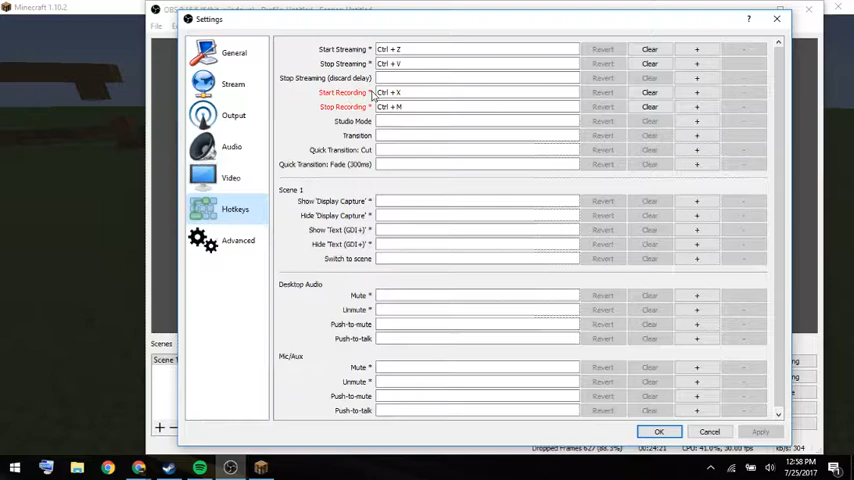 Minecraft 1.10.2
Settings
?
File
General
Stream
Output
Audio
Video
Hotkeys
Advanced
Start Streaming * Ctrl + Z Revert Clear + -
Stop Streaming * Ctrl + V Revert Clear + -
Stop Streaming (discard delay) Revert Clear + -
Start Recording * Ctrl + X Revert Clear + -
Stop Recording * Ctrl + M Revert Clear + -
Studio Mode Revert Clear + -
Transition Revert Clear + -
Quick Transition: Cut Revert Clear + -
Quick Transition: Fade (300ms) Revert Clear + -
Scene 1
Show 'Display Capture' * Revert Clear + -
Hide 'Display Capture' * Revert Clear + -
Show 'Text (GDI+)' * Revert Clear + -
Hide 'Text (GDI+)' * Revert Clear + -
Switch to scene Revert Clear + -
Desktop Audio
Mute * Revert Clear + -
Unmute * Revert Clear + -
Push-to-mute Revert Clear + -
Push-to-talk Revert Clear + -
Mic/Aux
Mute * Revert Clear + -
Unmute * Revert Clear + -
Push-to-mute Revert Clear + -
Push-to-talk Revert Clear + -
Scenes
Scene 1
OK Cancel Apply
Dropped Frames 627 (88.3%) 00:24:21 CPU: 41.0%, 30.00 fps kb/s: 304
12:58 PM
7/25/2017